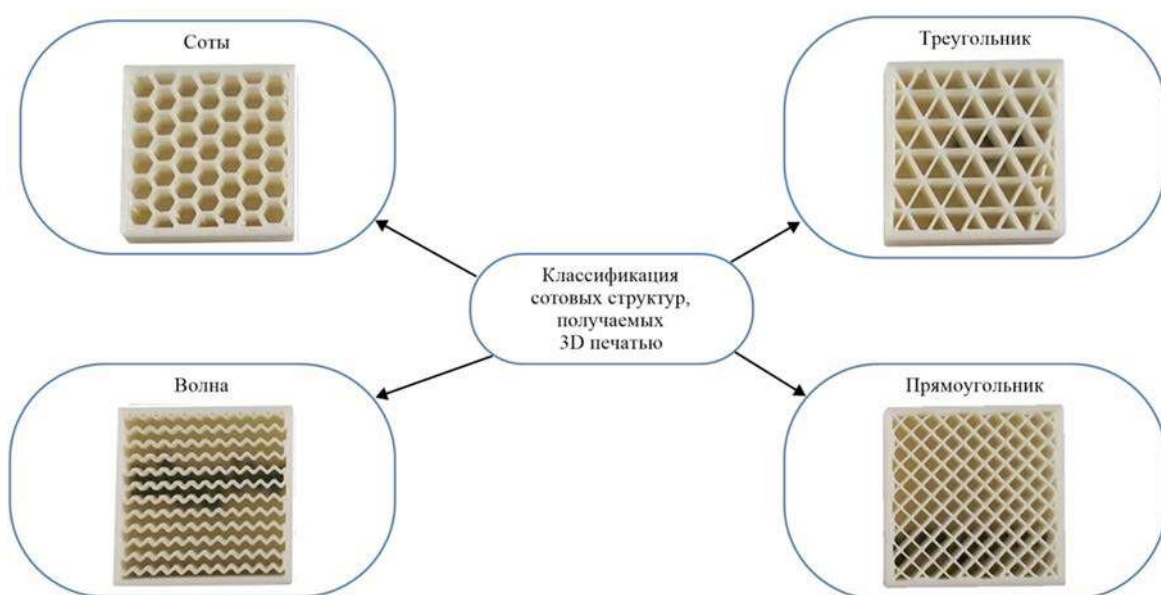 Соты
Треугольник
Классификация
сотовых структур,
получаемых
3D печатью
Волна
Прямоугольник